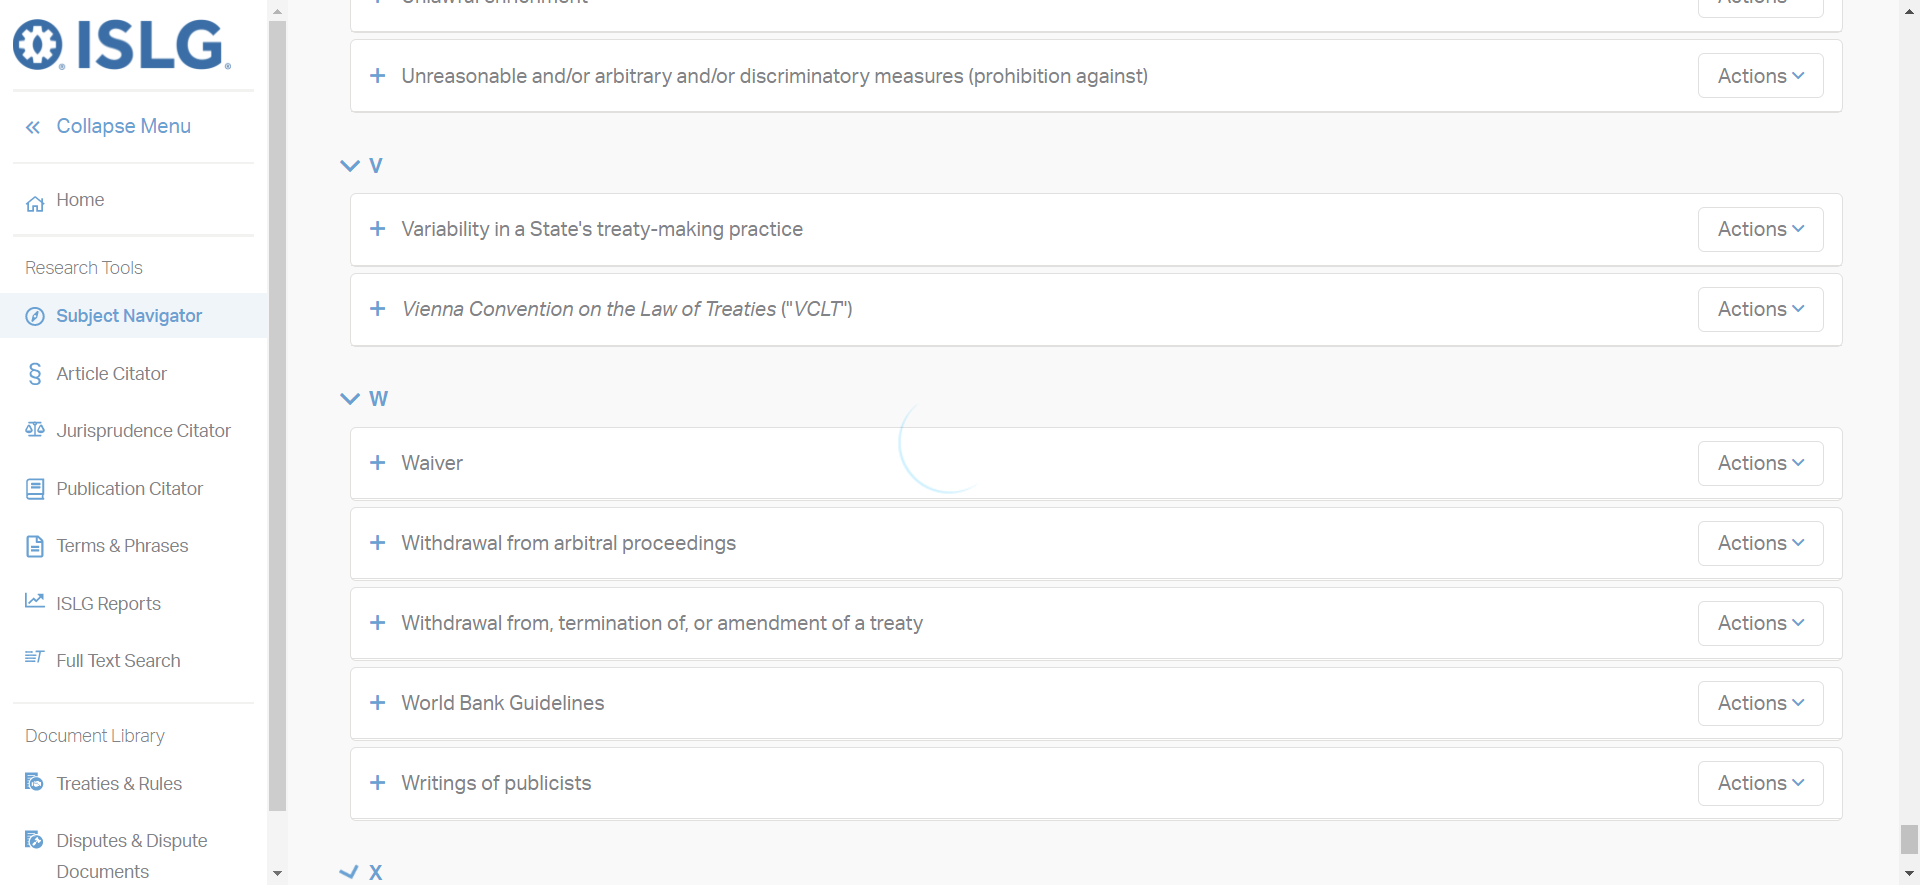 ISLG
Collapse Menu
Home
Research Tools
Subject Navigator
Article Citator
Jurisprudence Citator
Publication Citator
Terms & Phrases
ISLG Reports
Full Text Search
Document Library
Treaties & Rules
Disputes & Dispute
Documents
Unlawful enrichment
Actions
Unreasonable and/or arbitrary and/or discriminatory measures (prohibition against)
Actions
V
Variability in a State's treaty-making practice
Actions
Vienna Convention on the Law of Treaties ("VCLT")
Actions
W
Waiver
Actions
Withdrawal from arbitral proceedings
Actions
Withdrawal from, termination of, or amendment of a treaty
Actions
World Bank Guidelines
Actions
Writings of publicists
Actions
X